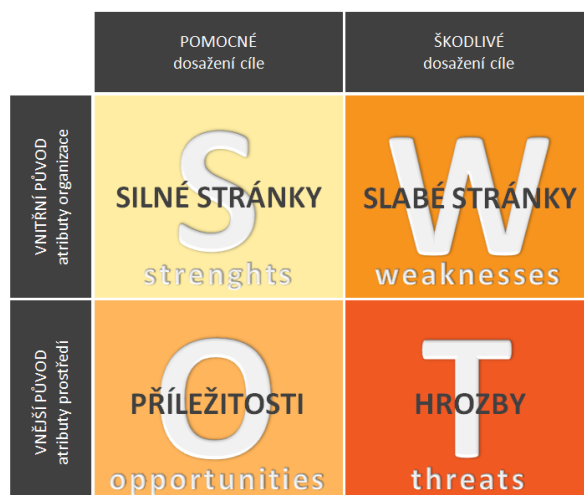 POMOCNÉ
dosažení cíle
ŠKODLIVÉ
dosažení cíle
VNITŘNÍ PŮVOD
atributy organizace
S
SILNÉ STRÁNKY
strenghts
W
SLABÉ STRÁNKY
weaknesses
VNĚJŠÍ PŮVOD
atributy prostředí
O
PŘÍLEŽITOSTI
opportunities
T
HROZBY
threats